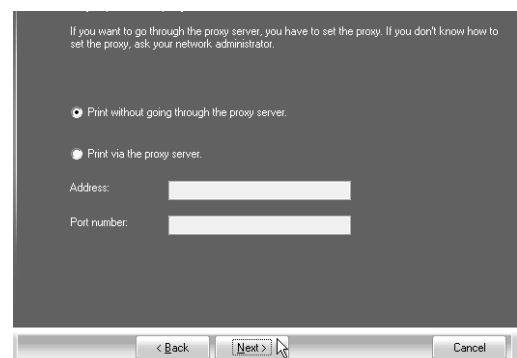 If you want to go through the proxy server, you have to set the proxy. If you don't know how to
set the proxy, ask your network administrator.
Print without going through the proxy server.
Print via the proxy server.
Address:
Port number:
< Back
Next >
Cancel